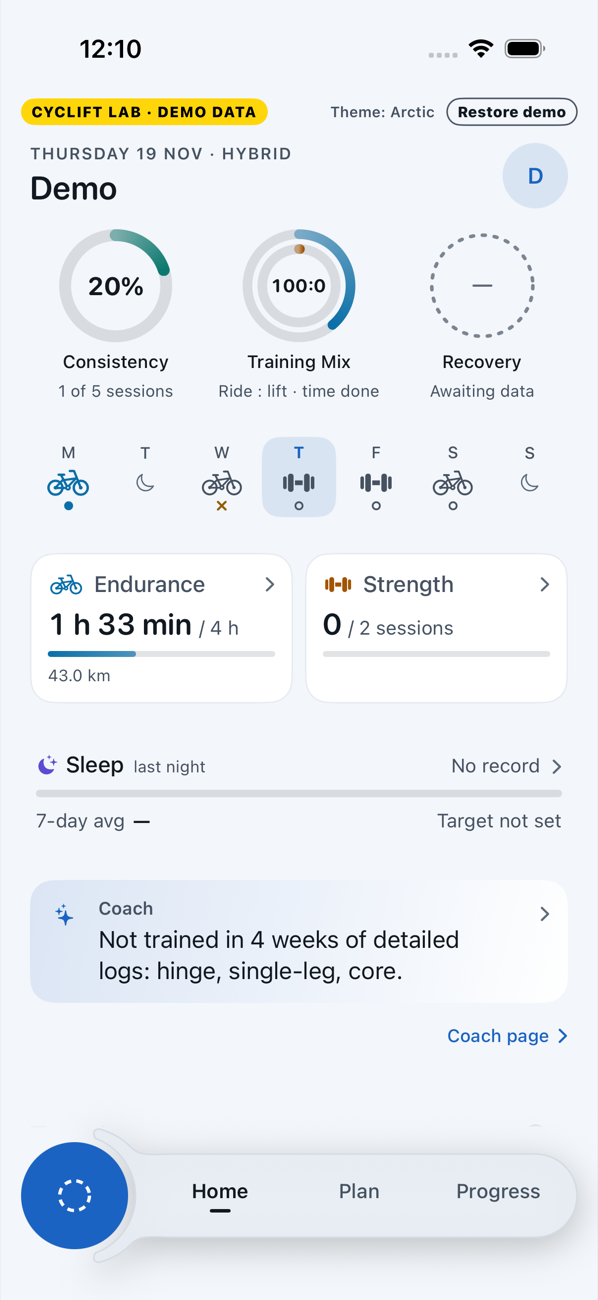 12:10
CYCLIFT LAB · DEMO DATA
Theme: Arctic
Restore demo
THURSDAY 19 NOV · HYBRID
Demo
D
20%
100:0
—
Consistency
Training Mix
Recovery
1 of 5 sessions
Ride : lift · time done
Awaiting data
M T W T F S S
Endurance
1 h 33 min / 4 h
43.0 km
Strength
0 / 2 sessions
Sleep last night
No record
7-day avg —
Target not set
Coach
Not trained in 4 weeks of detailed
logs: hinge, single-leg, core.
Coach page
Home
Plan
Progress